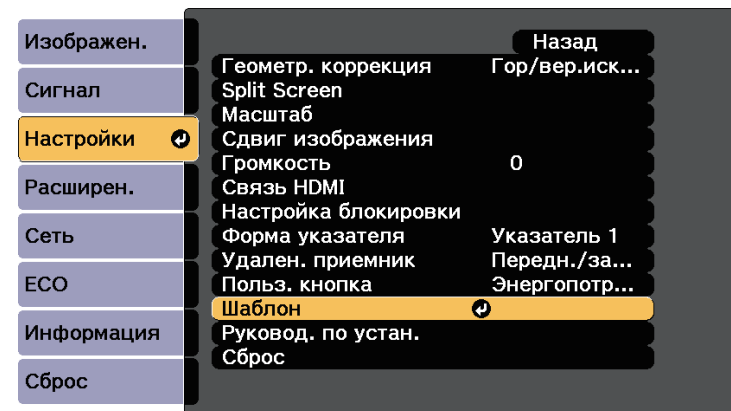 Изображен.
Сигнал
Настройки
Расширен.
Сеть
ECO
Информация
Сброс
Назад
Геометр. коррекция Гор/вер.иск...
Split Screen
Масштаб
Сдвиг изображения
Громкость 0
Связь HDMI
Настройка блокировки
Форма указателя Указатель 1
Удален. приемник Передн./за...
Польз. кнопка Энергопотр...
Шаблон
Руковод. по устан.
Сброс